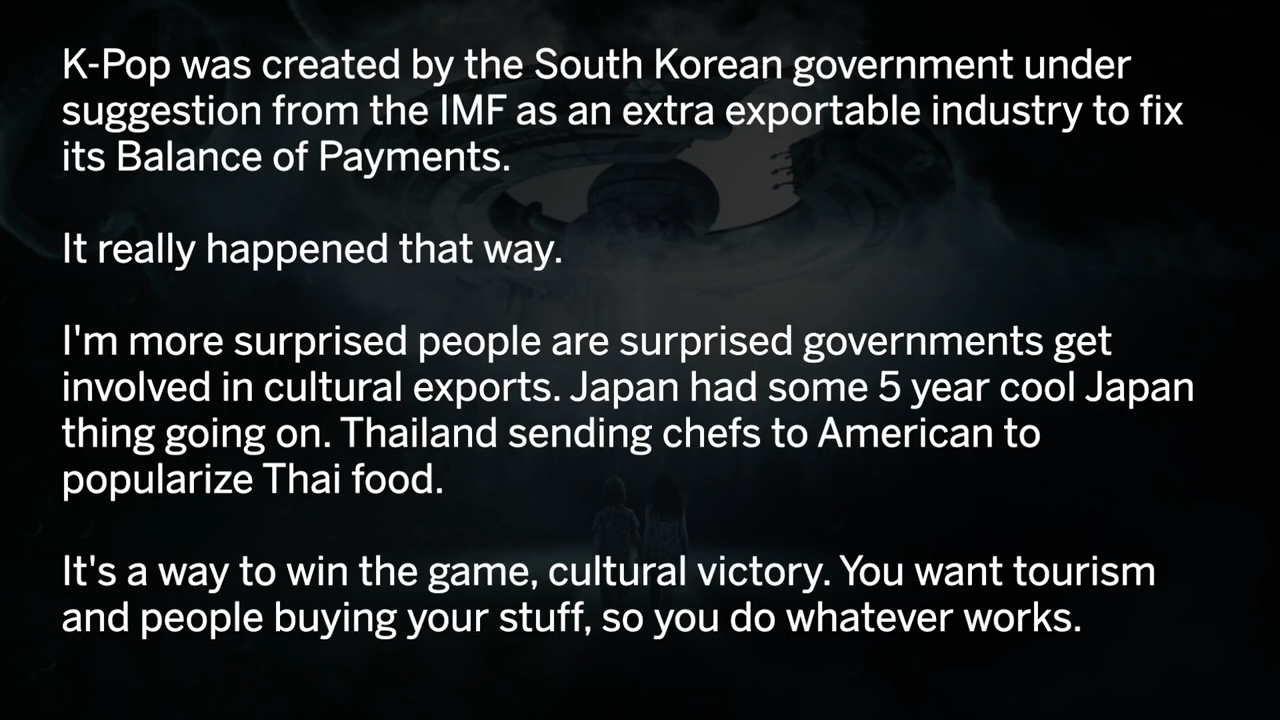 K-Pop was created by the South Korean government under
suggestion from the IMF as an extra exportable industry to fix
its Balance of Payments.
It really happened that way.
I'm more surprised people are surprised governments get
involved in cultural exports. Japan had some 5 year cool Japan
thing going on. Thailand sending chefs to American to
popularize Thai food.
It's a way to win the game, cultural victory. You want tourism
and people buying your stuff, so you do whatever works.